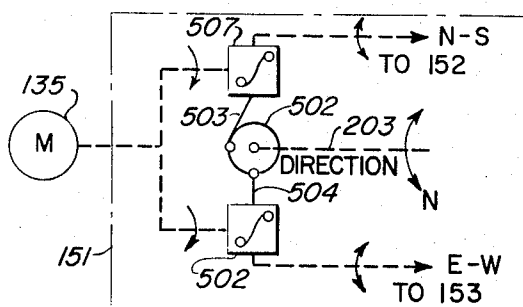 507
N-S
TO 152
135
503
502
203
M
DIRECTION
504
N
151
502
E-W
TO 153